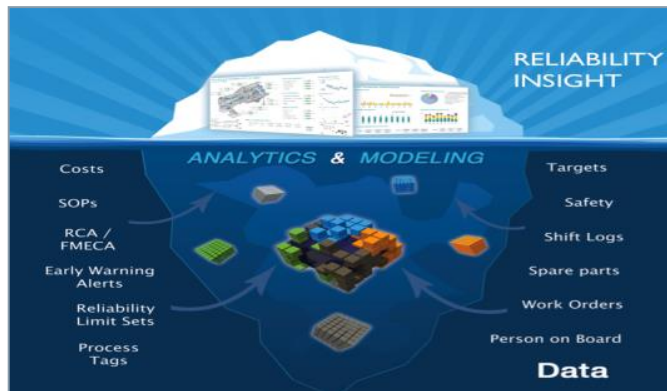 RELIABILITY
INSIGHT
ANALYTICS & MODELING
Costs
SOPs
RCA /
FMECA
Early Warning
Alerts
Reliability
Limit Sets
Process
Tags
Targets
Safety
Shift Logs
Spare parts
Work Orders
Person on Board
Data